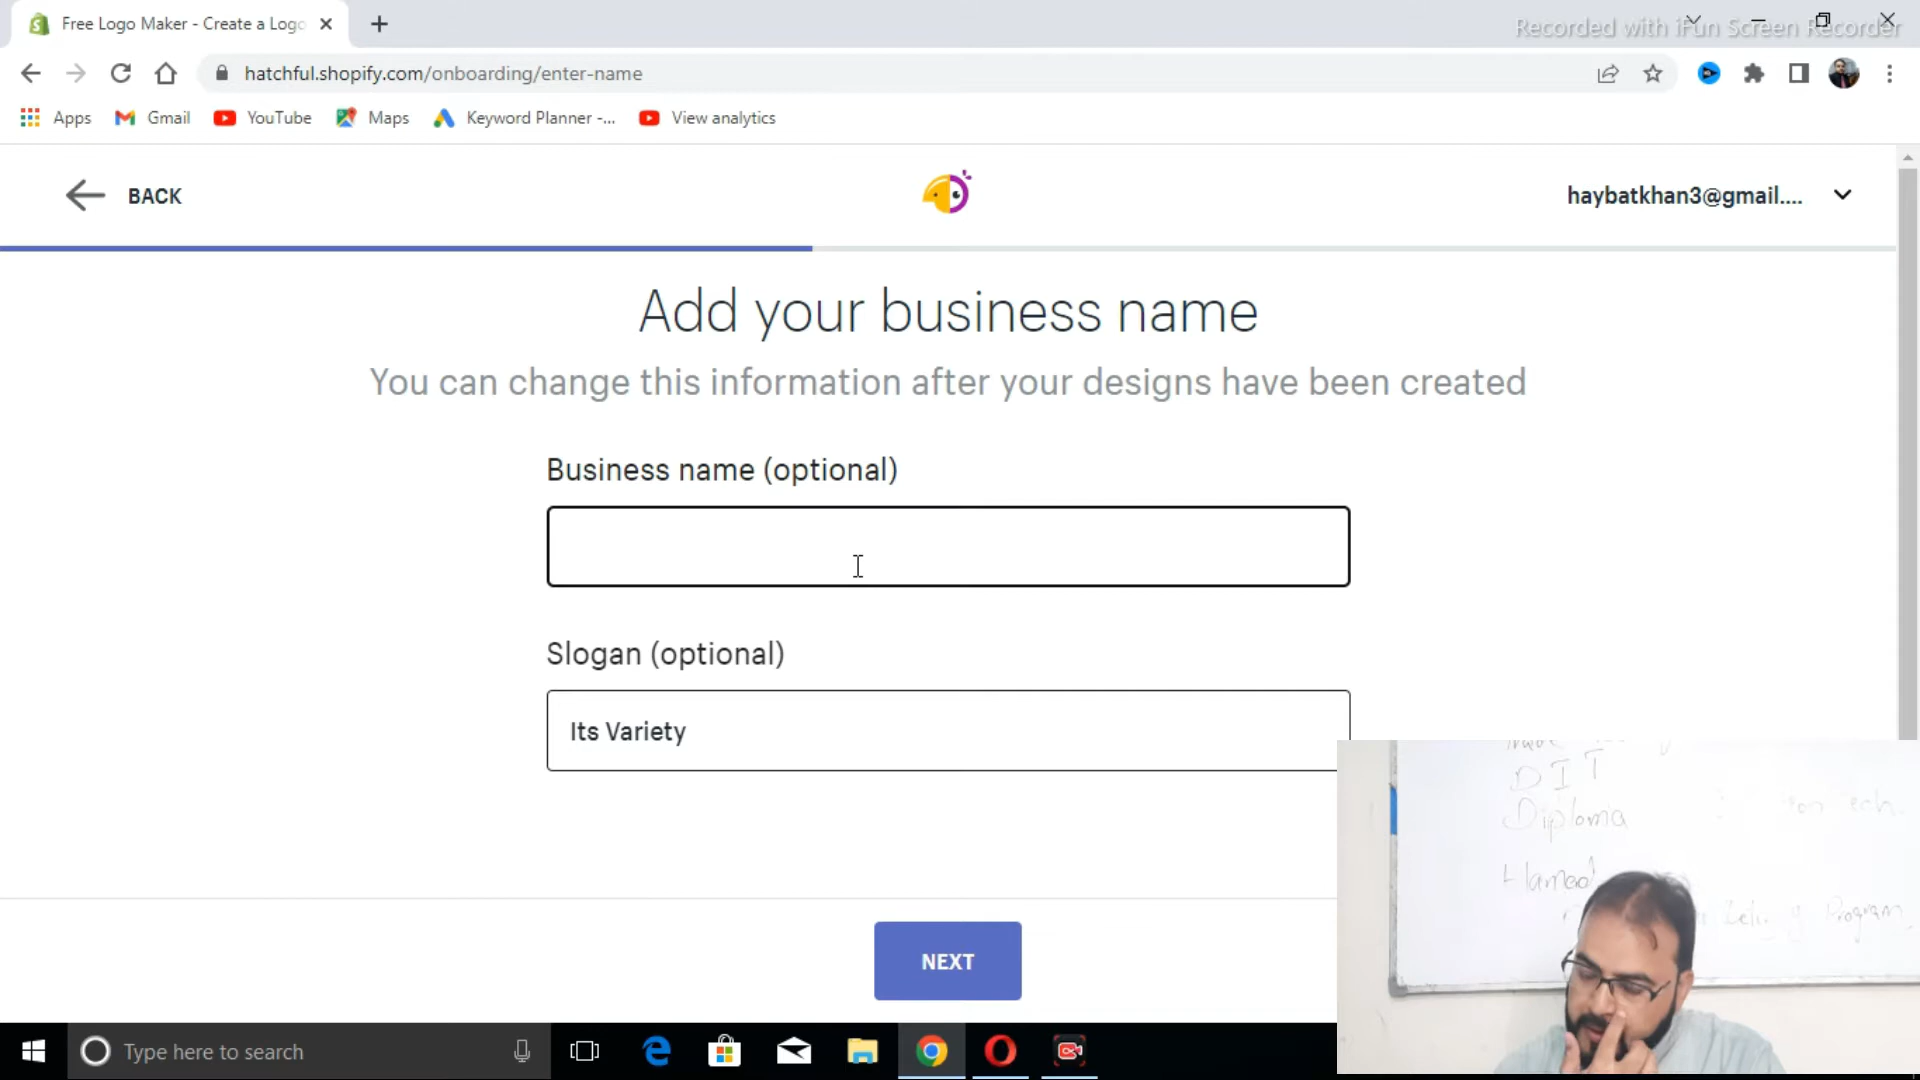 Free Logo Maker - Create a Logo
Recorded with iFun Screen Recorder
hatchful.shopify.com/onboarding/enter-name
Apps
Gmail
YouTube
Maps
Keyword Planner -...
View analytics
BACK
haybatkhan3@gmail....
Add your business name
You can change this information after your designs have been created
Business name (optional)
Slogan (optional)
Its Variety
DIT
Diploma
Program
NEXT
Type here to search